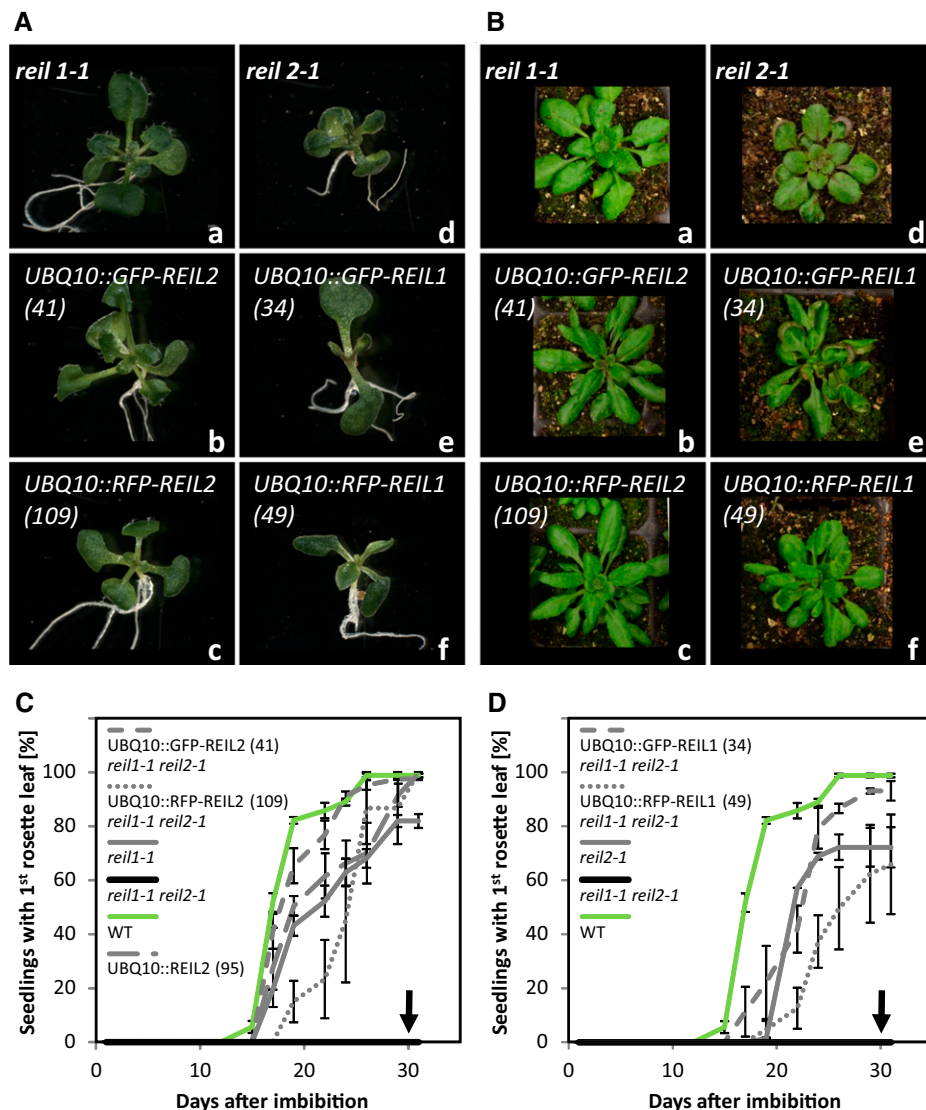 A
B
reil 1-1
a
reil 2-1
d
UBQ10::GFP-REIL2
(41)
b
UBQ10::GFP-REIL1
(34)
e
UBQ10::RFP-REIL2
(109)
c
UBQ10::RFP-REIL1
(49)
f
reil 1-1
a
reil 2-1
d
UBQ10::GFP-REIL2
(41)
b
UBQ10::GFP-REIL1
(34)
e
UBQ10::RFP-REIL2
(109)
c
UBQ10::RFP-REIL1
(49)
f
C
Seedlings with 1st rosette leaf [%]
100
80
60
40
20
0
UBQ10::GFP-REIL2 (41)
reil1-1 reil2-1
UBQ10::RFP-REIL2 (109)
reil1-1 reil2-1
reil1-1
reil1-1 reil2-1
WT
UBQ10::REIL2 (95)
0 10 20 30
Days after imbibition
D
Seedlings with 1st rosette leaf [%]
100
80
60
40
20
0
UBQ10::GFP-REIL1 (34)
reil1-1 reil2-1
UBQ10::RFP-REIL1 (49)
reil1-1 reil2-1
reil2-1
reil1-1 reil2-1
WT
0 10 20 30
Days after imbibition